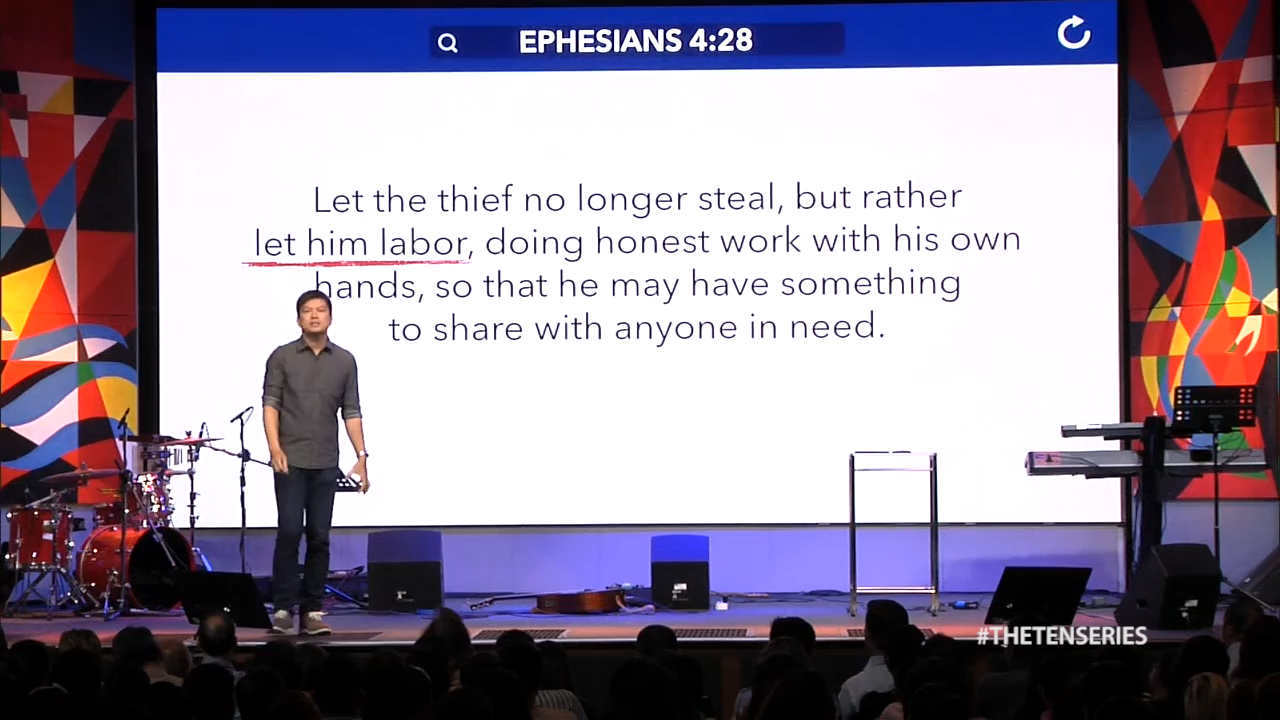 EPHESIANS 4:28
Let the thief no longer steal, but rather
let him labor, doing honest work with his own
hands, so that he may have something
to share with anyone in need.
#THETENSERIES